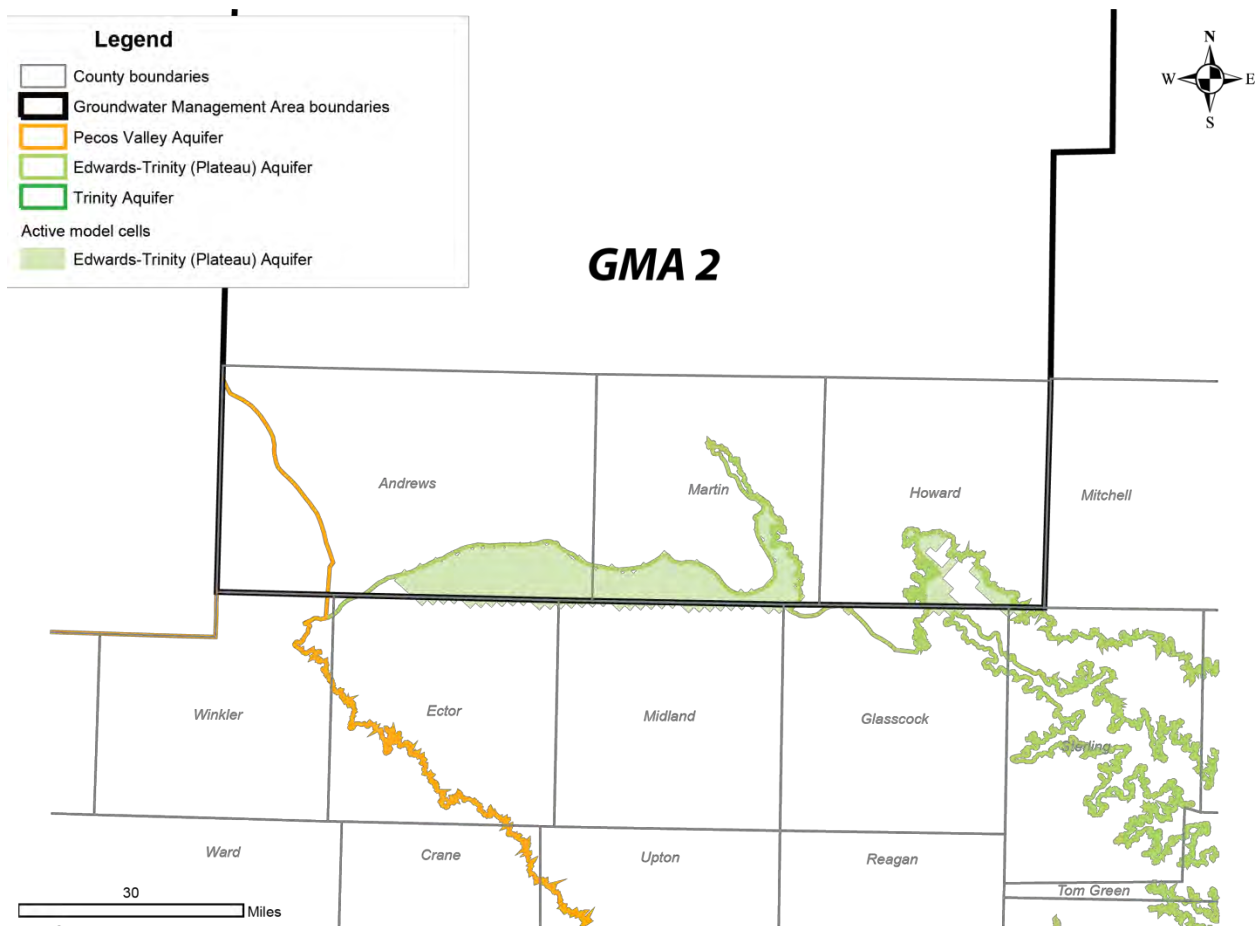 Legend
County boundaries
Groundwater Management Area boundaries
Pecos Valley Aquifer
Edwards-Trinity (Plateau) Aquifer
Trinity Aquifer
Active model cells
Edwards-Trinity (Plateau) Aquifer
N
W E
S
GMA 2
Andrews
Martin
Howard
Mitchell
Winkler
Ector
Midland
Glasscock
Sterling
Ward
Crane
Upton
Reagan
Tom Green
30
Miles